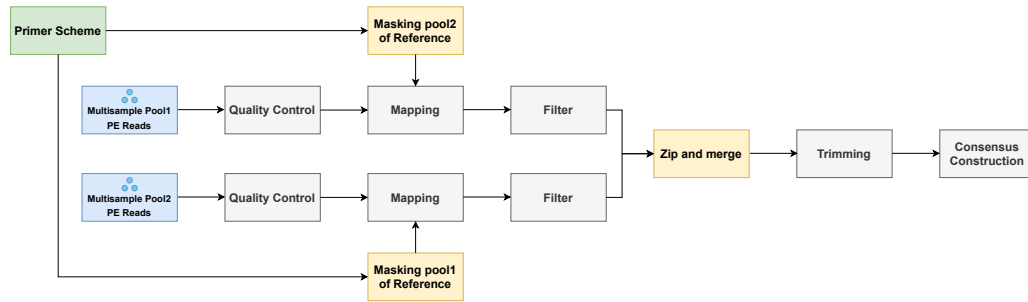 Primer Scheme
Masking pool2
of Reference
Multisample Pool1
PE Reads
Quality Control
Mapping
Filter
Zip and merge
Trimming
Consensus
Construction
Multisample Pool2
PE Reads
Quality Control
Mapping
Filter
Masking pool1
of Reference